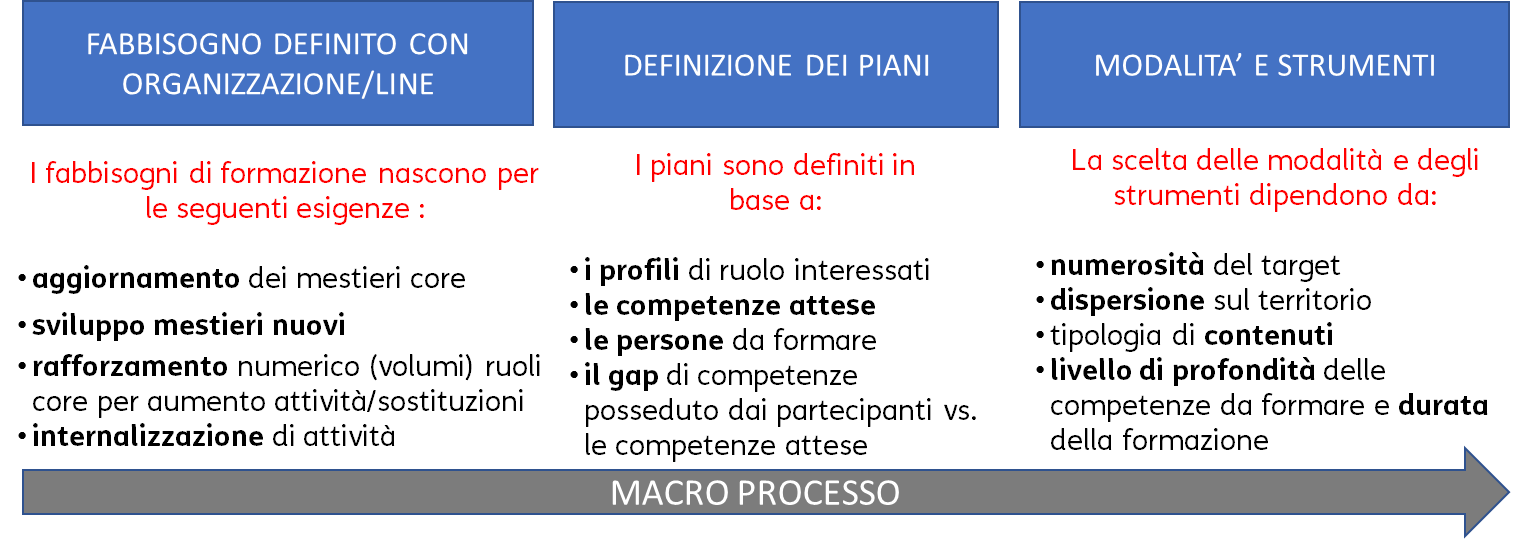 FABBISOGNO DEFINITO CON
ORGANIZZAZIONE/LINE
I fabbisogni di formazione nascono per
le seguenti esigenze :
• aggiornamento dei mestieri core
• sviluppo mestieri nuovi
• rafforzamento numerico (volumi) ruoli
core per aumento attività/sostituzioni
• internalizzazione di attività
DEFINIZIONE DEI PIANI
I piani sono definiti in
base a:
• i profili di ruolo interessati
• le competenze attese
• le persone da formare
• il gap di competenze
posseduto dai partecipanti vs.
le competenze attese
MODALITA’ E STRUMENTI
La scelta delle modalità e degli
strumenti dipendono da:
• numerosità del target
• dispersione sul territorio
• tipologia di contenuti
• livello di profondità delle
competenze da formare e durata
della formazione
MACRO PROCESSO